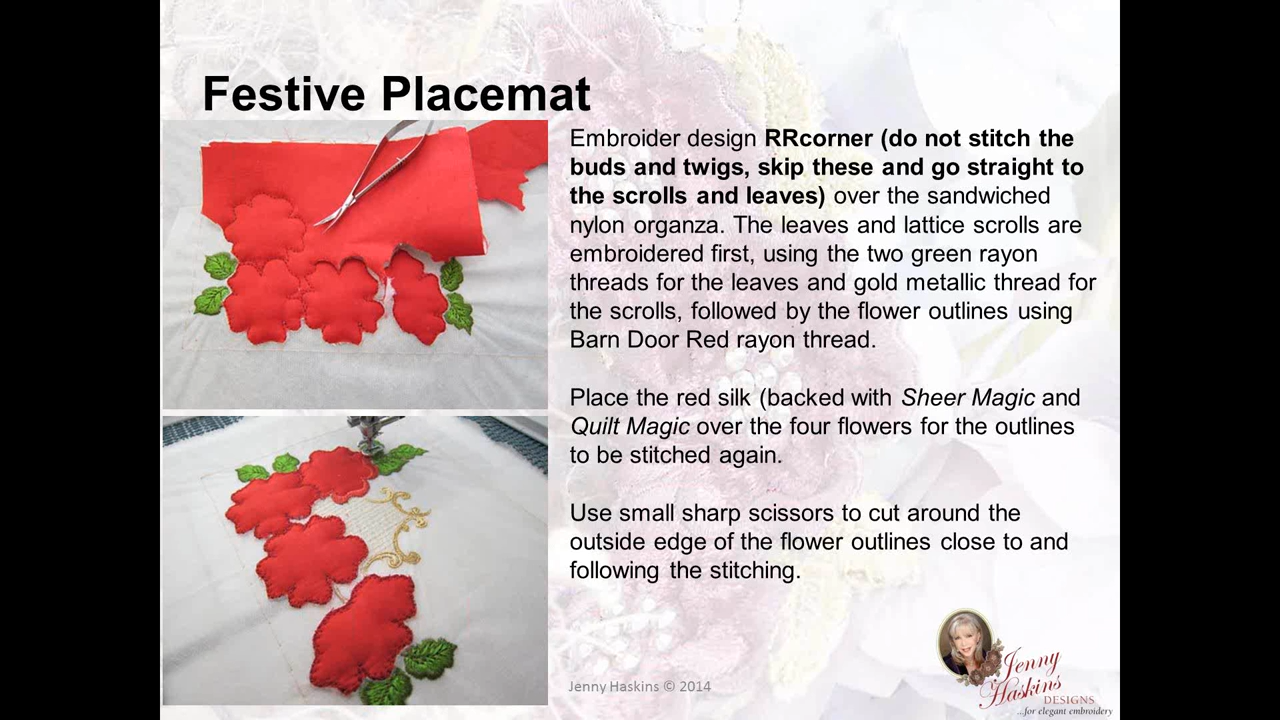 Festive Placemat
Embroider design RRcorner (do not stitch the
buds and twigs, skip these and go straight to
the scrolls and leaves) over the sandwiched
nylon organza. The leaves and lattice scrolls are
embroidered first, using the two green rayon
threads for the leaves and gold metallic thread for
the scrolls, followed by the flower outlines using
Barn Door Red rayon thread.
Place the red silk (backed with Sheer Magic and
Quilt Magic over the four flowers for the outlines
to be stitched again.
Use small sharp scissors to cut around the
outside edge of the flower outlines close to and
following the stitching.
Jenny Haskins © 2014
Jenny
Haskins
DESIGNS
...for elegant embroidery